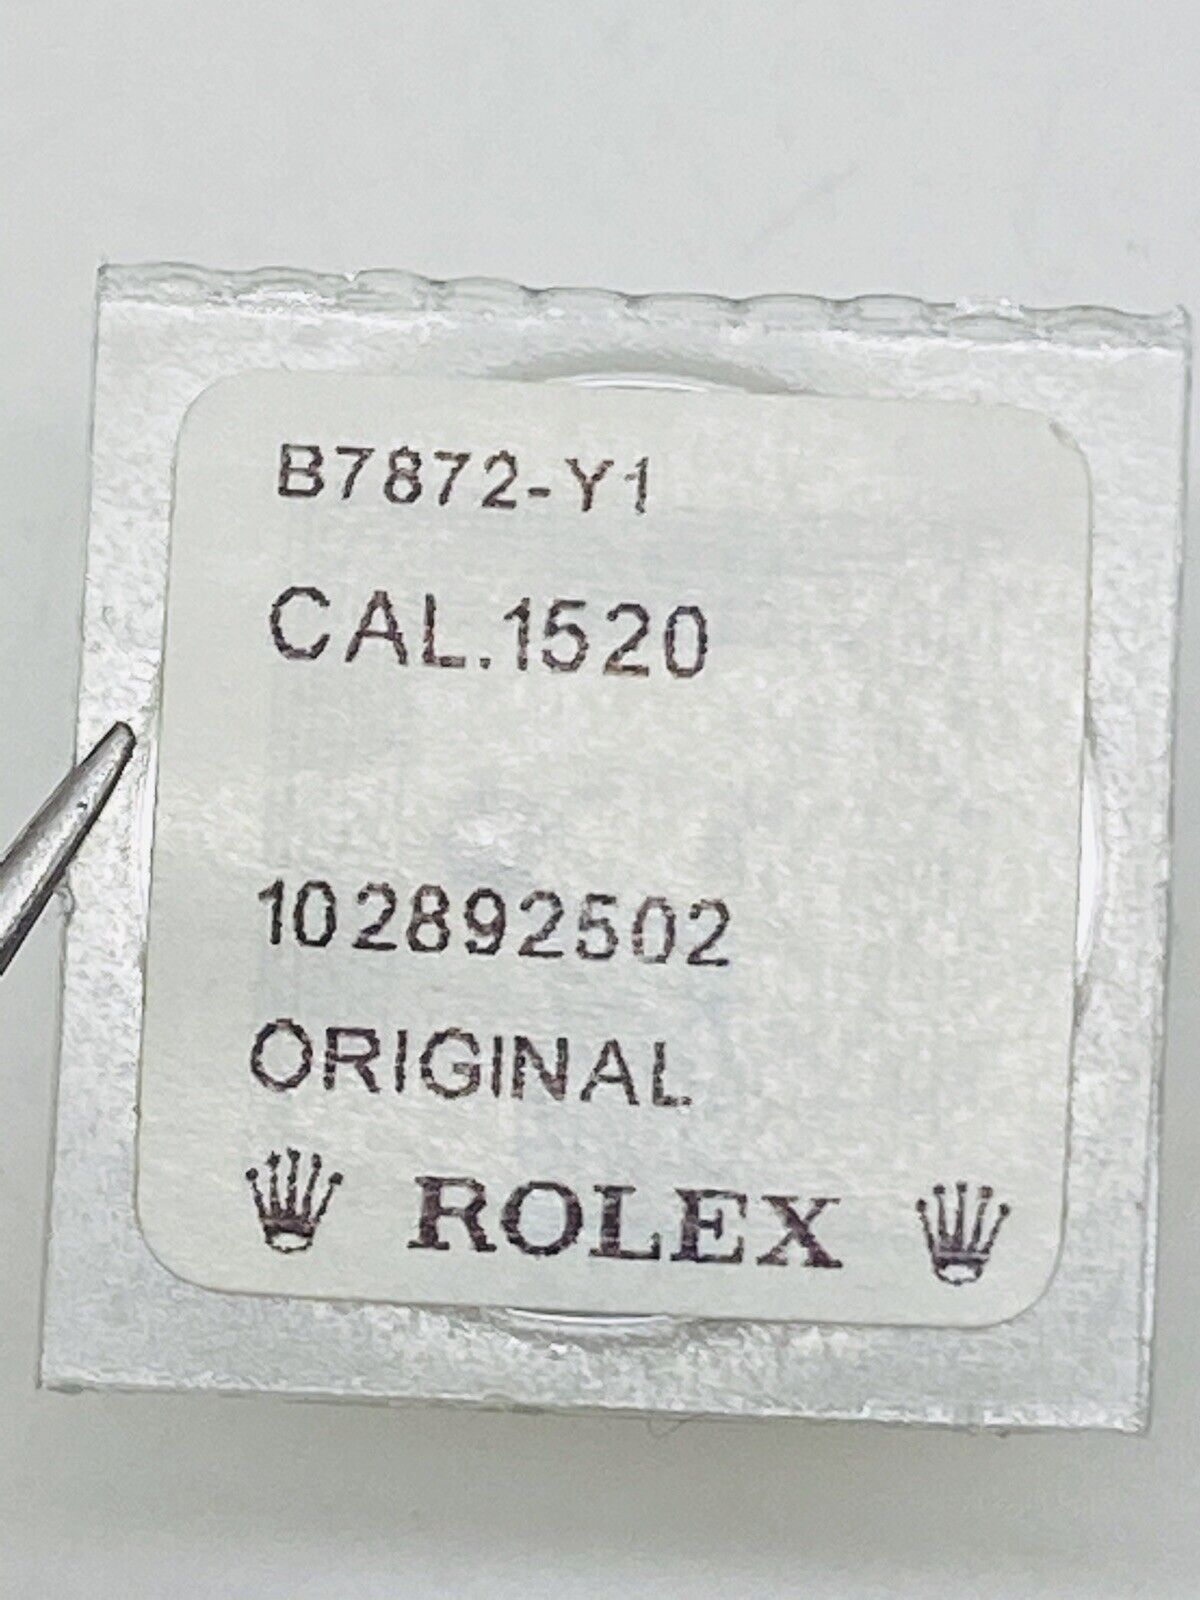 B7872-Y1
CAL.1520
102892502
ORIGINAL
ROLEX